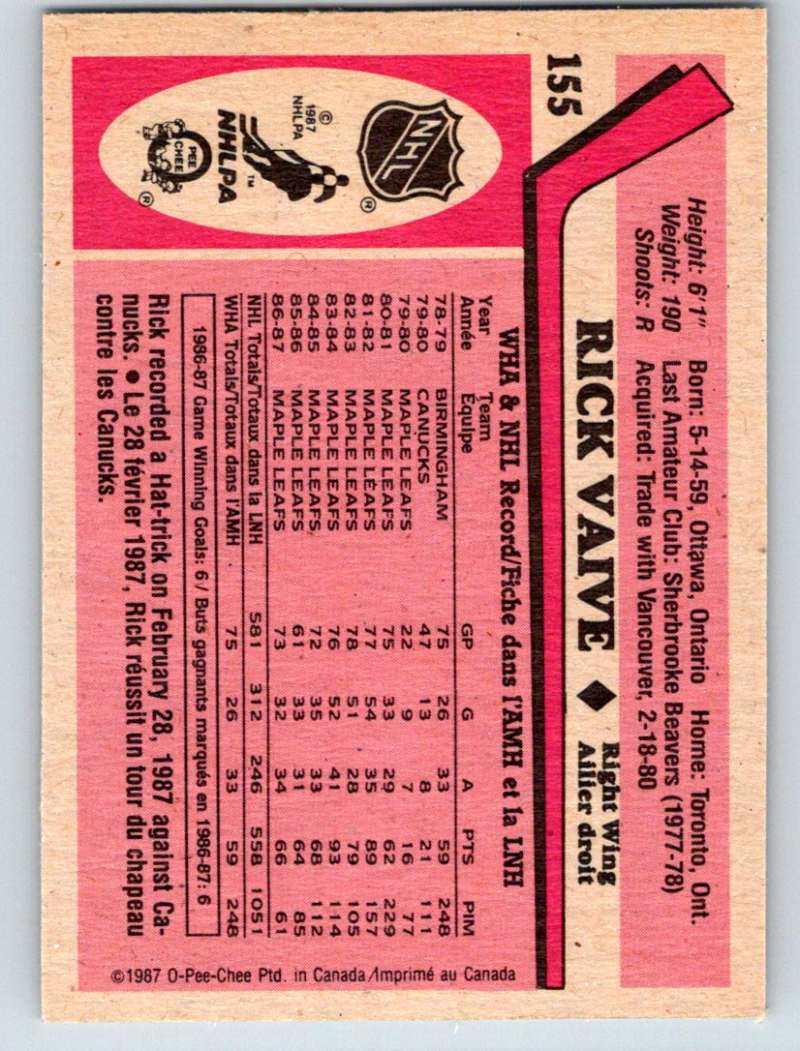 155
Height: 6'1" Born: 5-14-59, Ottawa, Ontario Home: Toronto, Ont.
Weight: 190 Last Amateur Club: Sherbrooke Beavers (1977-78)
Shoots: R Acquired: Trade with Vancouver, 2-18-80
RICK VAIVE ◆ Right Wing
Ailier droit
NHL
®
NHLPA
TM
© 1987
NHLPA
O
PEE
CHEE
®
WHA & NHL Record/Fiche dans l'AMH et la LNH
Year Team GP G A PTS PIM
Année Équipe
78-79 BIRMINGHAM 75 26 33 59 248
79-80 CANUCKS 47 13 8 21 111
79-80 MAPLE LEAFS 22 9 7 16 77
80-81 MAPLE LEAFS 75 33 29 62 229
81-82 MAPLE LEAFS 77 54 35 89 157
82-83 MAPLE LEAFS 78 51 28 79 105
83-84 MAPLE LEAFS 76 52 41 93 114
84-85 MAPLE LEAFS 72 35 33 68 112
85-86 MAPLE LEAFS 61 33 31 64 85
86-87 MAPLE LEAFS 73 32 34 66 61
NHL Totals/Totaux dans la LNH 581 312 246 558 1051
WHA Totals/Totaux dans l'AMH 75 26 33 59 248
1986-87 Game Winning Goals: 6 / Buts gagnants marqués en 1986-87: 6
Rick recorded a Hat-trick on February 28, 1987 against Ca-
nucks. ● Le 28 février 1987, Rick réussit un tour du chapeau
contre les Canucks.
©1987 O-Pee-Chee Ptd. in Canada/Imprimé au Canada